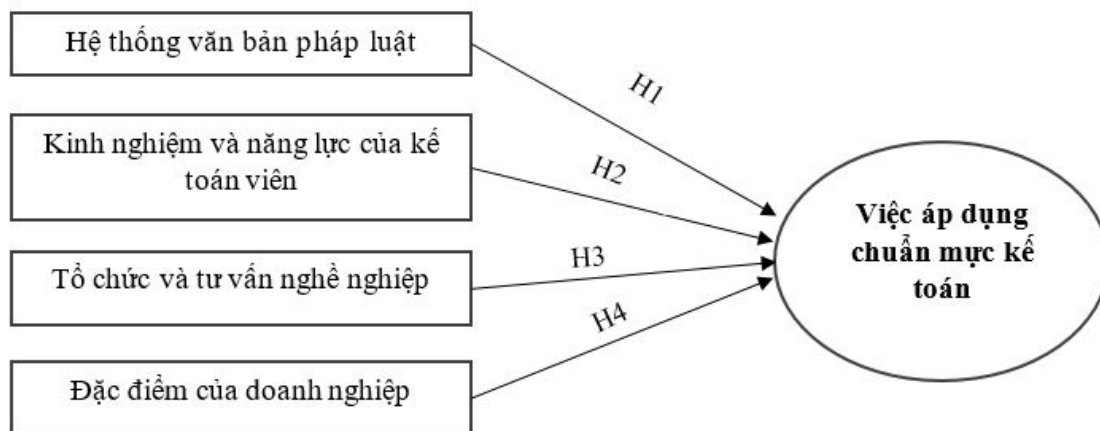 Hệ thống văn bản pháp luật
H1
Kinh nghiệm và năng lực của kế
toán viên
H2
Tổ chức và tư vấn nghề nghiệp
H3
Đặc điểm của doanh nghiệp
H4
Việc áp dụng
chuẩn mực kế
toán